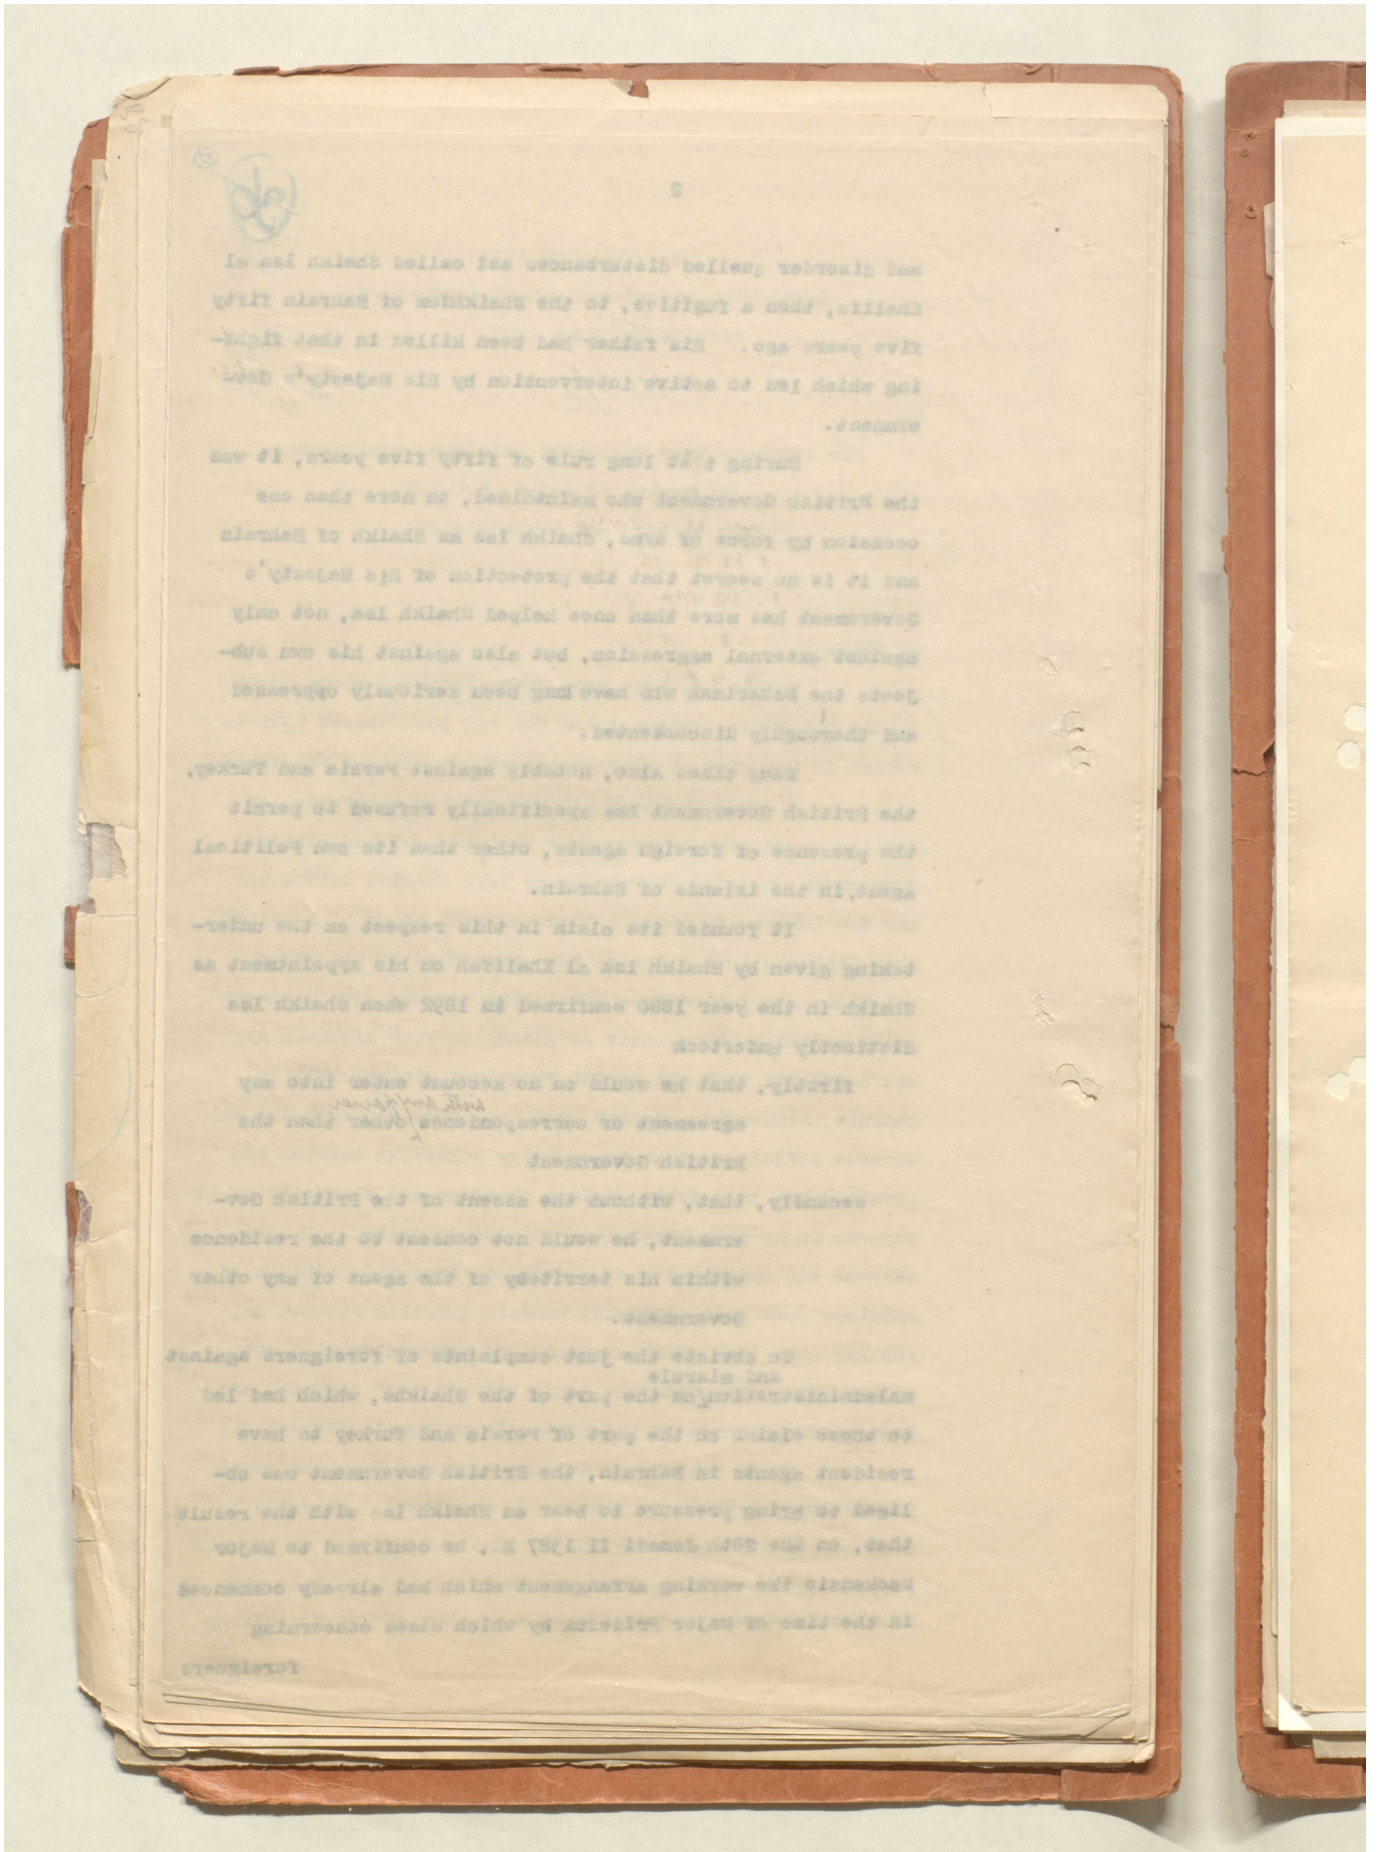 2
and disorder quelled disturbances and called Shaikh Isa al
Khalifa, then a fugitive, to the Shaikhdom of Bahrain fifty
five years ago. His father had been killed in that fight-
ing which led to active intervention by His Majesty's Gov-
ernment.
During that long rule of fifty five years, it was
the British Government who maintained, on more than one
occasion by force of arms, Shaikh Isa as Shaikh of Bahrain
and it is no secret that the protection of His Majesty's
Government has more than once helped Shaikh Isa, not only
against external aggression, but also against his own sub-
jects the Baharinah who have long been seriously oppressed
and thoroughly discontented.
Many times also, notably against Persia and Turkey,
the British Government has specifically refused to permit
the presence of foreign agents, other than its own Political
agent, in the islands of Bahrain.
It founded its claim in this respect on the under-
taking given by Shaikh Isa al Khalifah on his appointment as
Shaikh in the year 1880 confirmed in 1892 when Shaikh Isa
distinctly undertook
firstly, that he would on no account enter into any
with any Power
agreement or correspondence/other than the
British Government
secondly, that, without the assent of the British Gov-
ernment, he would not consent to the residence
within his territoty of the agent of any other
Government.
To obviate the just complaints of foreigners against
and misrule
maladministration/on the part of the Shaikhs, which had led
to these claims on the part of Persia and Turkey to have
resident agents in Bahrain, the British Government was ob-
liged to bring pressure to bear on Shaikh Isa with the result
that, on the 28th Jamadi II 1327 H., he confirmed to Major
Mackenzie the working arrangement which had already commenced
in the time of Major Prideaux by which cases concerning
foreigners